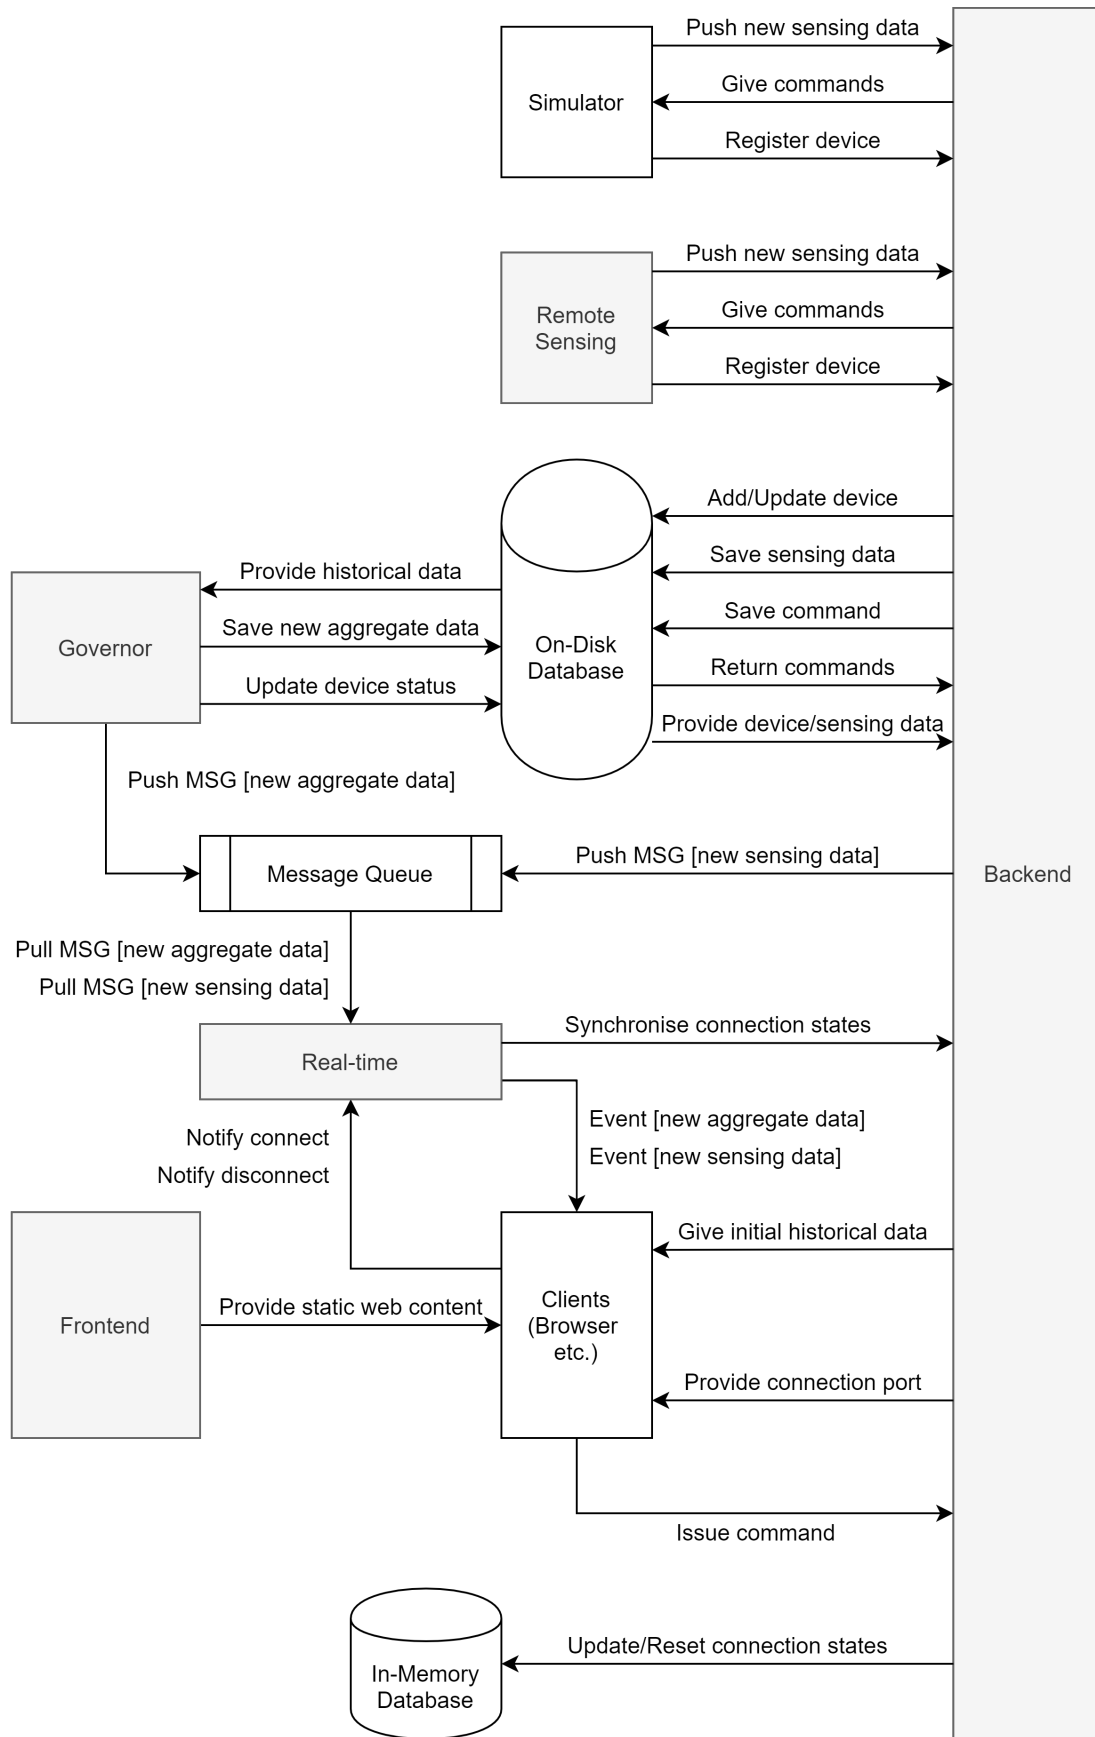 Push new sensing data
Simulator
Give commands
Register device
Push new sensing data
Remote
Sensing
Give commands
Register device
Add/Update device
Save sensing data
Provide historical data
Save command
Save new aggregate data
Governor
On-Disk
Database
Return commands
Update device status
Provide device/sensing data
Push MSG [new aggregate data]
Push MSG [new sensing data]
Message Queue
Backend
Pull MSG [new aggregate data]
Pull MSG [new sensing data]
Synchronise connection states
Real-time
Event [new aggregate data]
Notify connect
Event [new sensing data]
Notify disconnect
Give initial historical data
Provide static web content
Frontend
Clients
(Browser
etc.)
Provide connection port
Issue command
Update/Reset connection states
In-Memory
Database